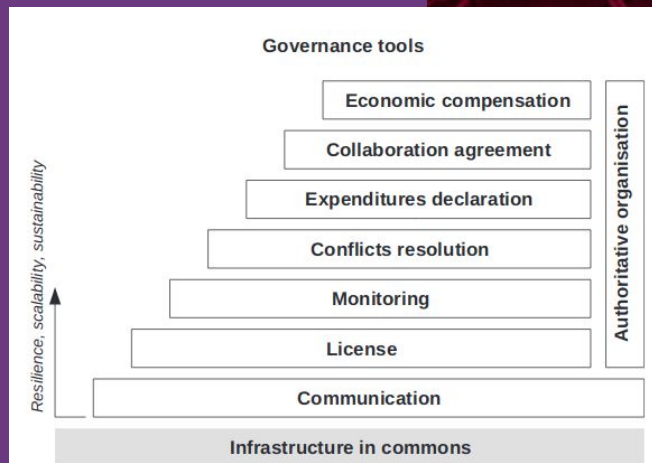 Governance tools
Economic compensation
Collaboration agreement
Expenditures declaration
Conflicts resolution
Monitoring
License
Communication
Infrastructure in commons
Authoritative organisation
Resilience, scalability, sustainability